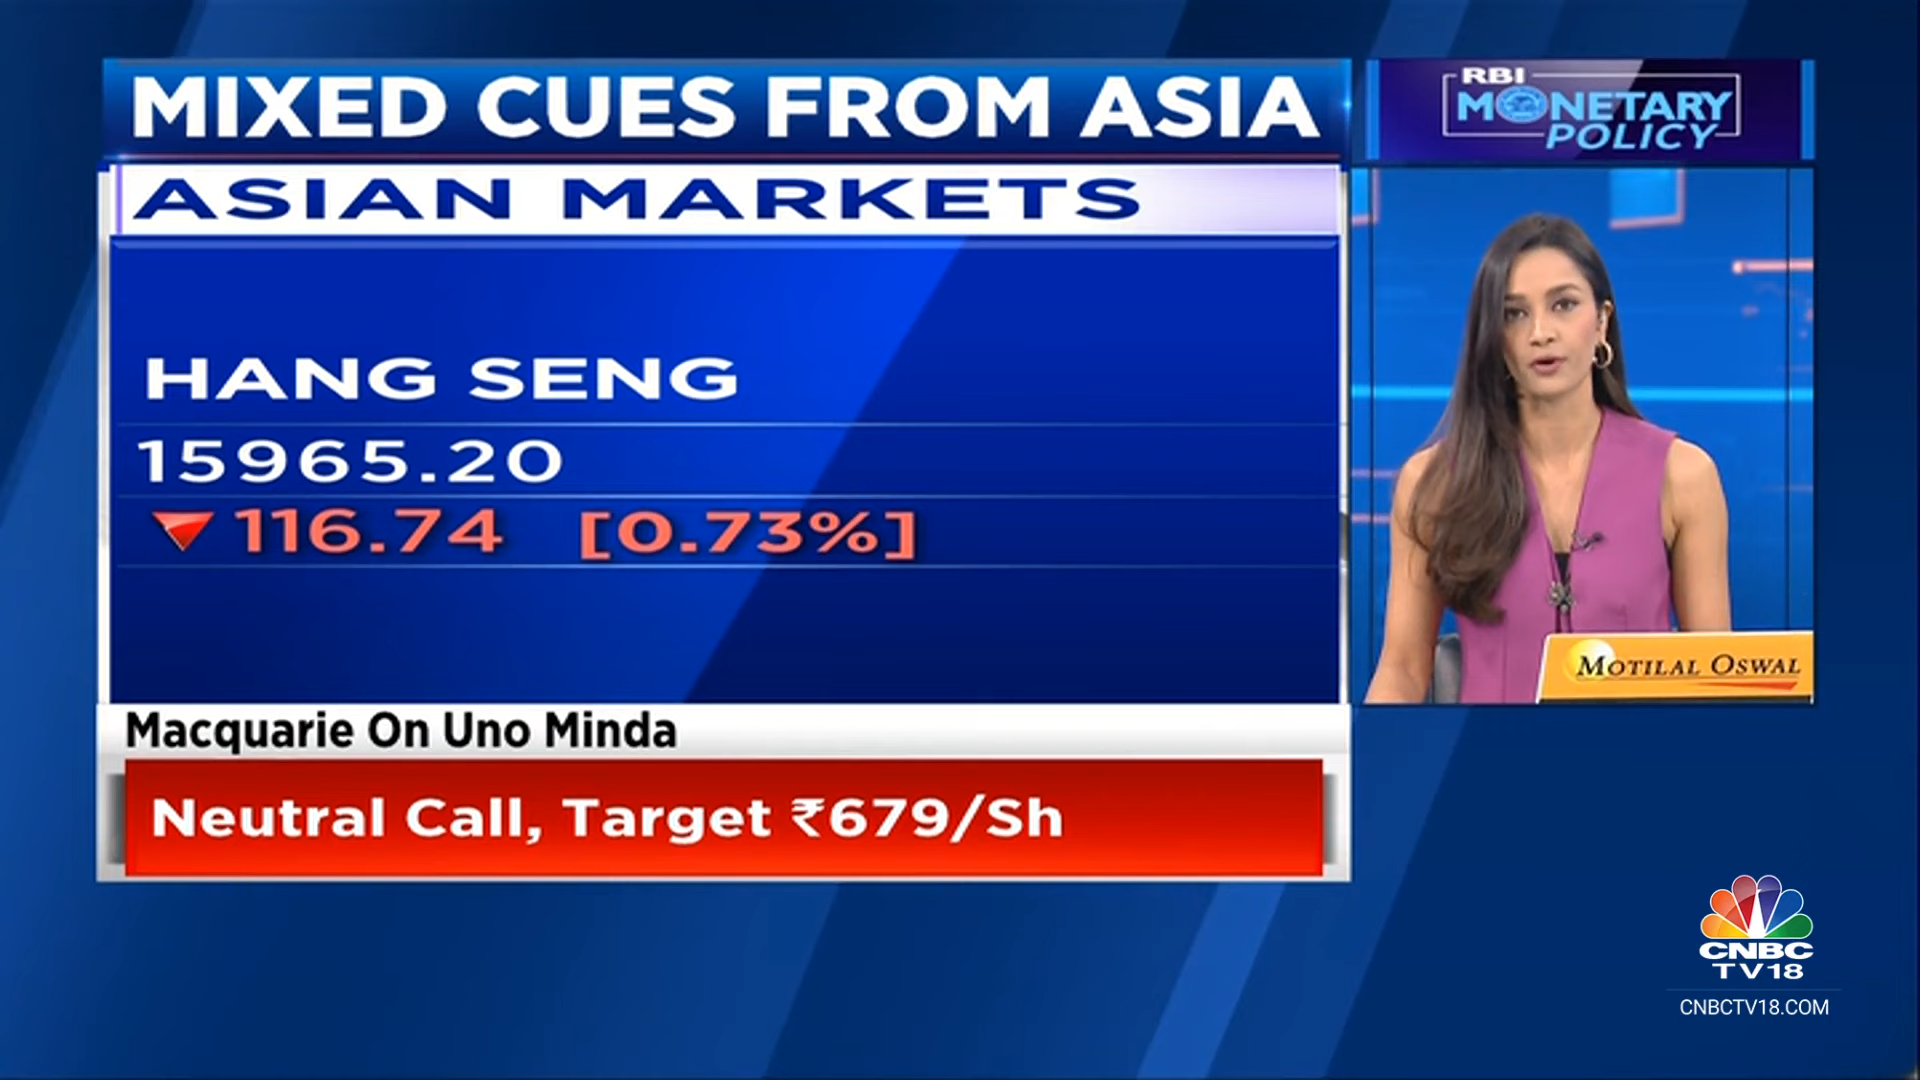 MIXED CUES FROM ASIA
ASIAN MARKETS
HANG SENG
15965.20
▼ 116.74 [0.73%]
Macquarie On Uno Minda
Neutral Call, Target ₹679/Sh
RBI
MONETARY
POLICY
MOTILAL OSWAL
CNBC
TV18
CNBCTV18.COM